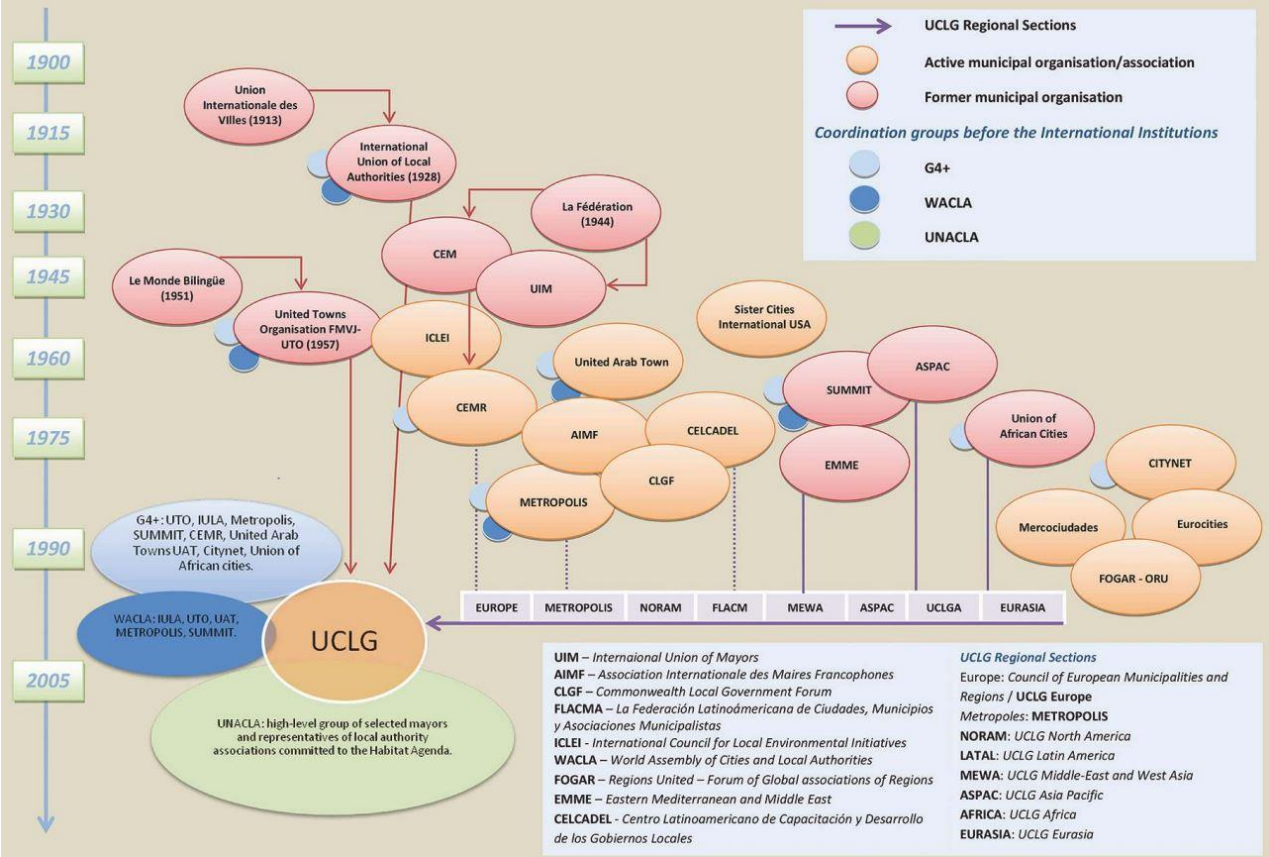 1900
1915
1930
1945
1960
1975
1990
2005
UCLG Regional Sections
Active municipal organisation/association
Former municipal organisation
Coordination groups before the International Institutions
G4+
WACLA
UNACLA
Union
Internationale des
VIlles (1913)
International
Union of Local
Authorities (1928)
La Fédération
(1944)
CEM
UIM
Le Monde Bilingüe
(1951)
United Towns
Organisation FMVJ-
UTO (1957)
ICLEI
Sister Cities
International USA
United Arab Town
CEMR
AIMF
CELCADEL
CLGF
METROPOLIS
SUMMIT
ASPAC
EMME
Union of
African Cities
CITYNET
Mercociudades
Eurocities
FOGAR - ORU
G4+: UTO, IULA, Metropolis,
SUMMIT, CEMR, United Arab
Towns UAT, Citynet, Union of
African cities.
WACLA: IULA, UTO, UAT,
METROPOLIS, SUMMIT.
UCLG
UNACLA: high-level group of selected mayors
and representatives of local authority
associations committed to the Habitat Agenda.
EUROPE
METROPOLIS
NORAM
FLACM
MEWA
ASPAC
UCLGA
EURASIA
UIM – Internaional Union of Mayors
AIMF – Association Internationale des Maires Francophones
CLGF – Commonwealth Local Government Forum
FLACMA – La Federación Latinoámericana de Ciudades, Municipios
y Asociaciones Municipalistas
ICLEI - International Council for Local Environmental Initiatives
WACLA – World Assembly of Cities and Local Authorities
FOGAR – Regions United – Forum of Global associations of Regions
EMME – Eastern Mediterranean and Middle East
CELCADEL - Centro Latinoamericano de Capacitación y Desarrollo
de los Gobiernos Locales
UCLG Regional Sections
Europe: Council of European Municipalities and
Regions / UCLG Europe
Metropoles: METROPOLIS
NORAM: UCLG North America
LATAL: UCLG Latin America
MEWA: UCLG Middle-East and West Asia
ASPAC: UCLG Asia Pacific
AFRICA: UCLG Africa
EURASIA: UCLG Eurasia